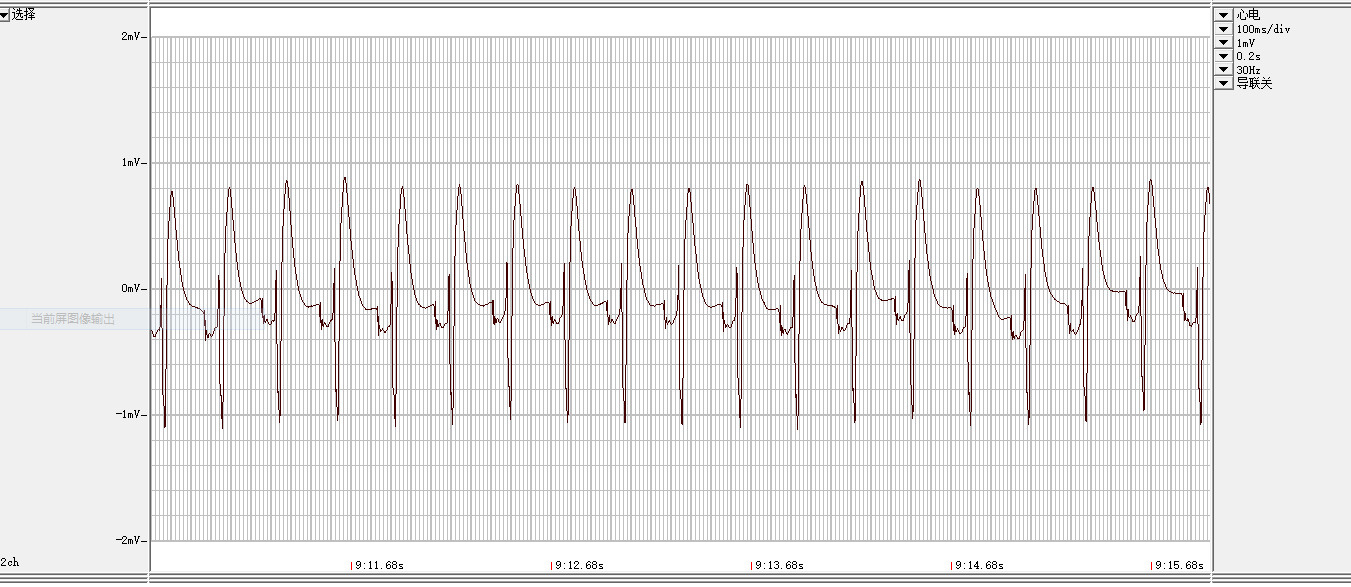 选择
2mV
1mV
0mV
-1mV
-2mV
当前屏图像输出
2ch
9:11.68s
9:12.68s
9:13.68s
9:14.68s
9:15.68s
心电
100ms/div
1mV
0.2s
30Hz
导联关